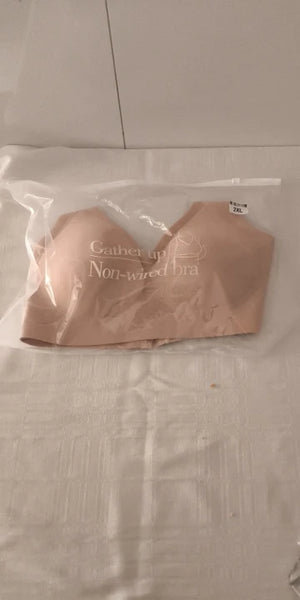 Gather up
Non-wired bra
2XL